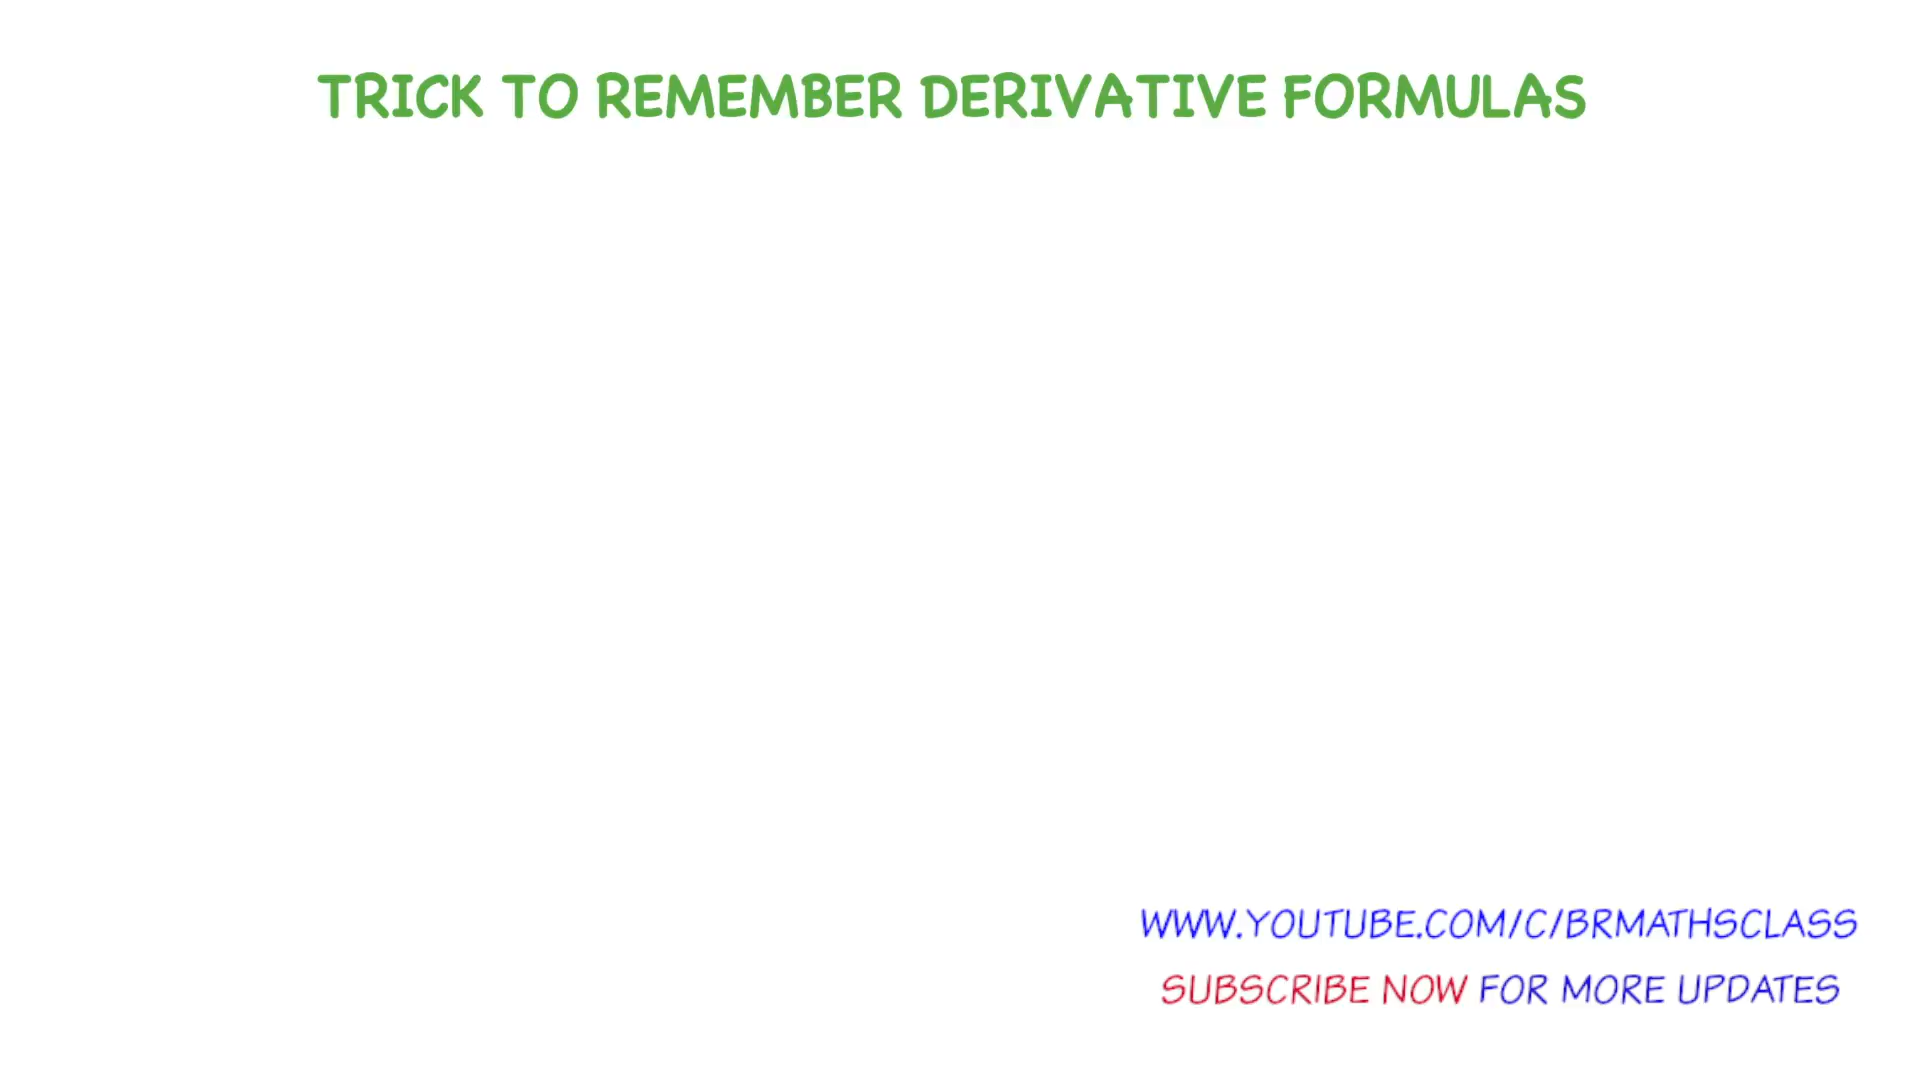 TRICK TO REMEMBER DERIVATIVE FORMULAS
WWW.YOUTUBE.COM/C/BRMATHSCLASS
SUBSCRIBE NOW FOR MORE UPDATES